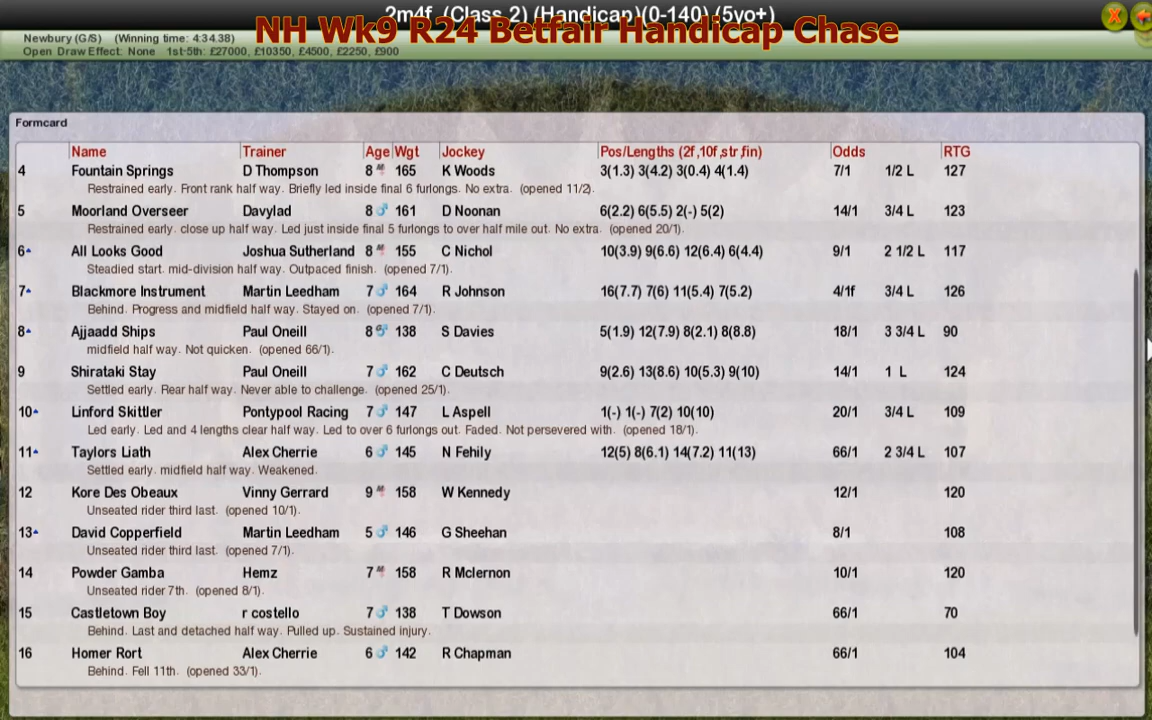 2m4f (Class 2) (Handicap)(0-140) (5yo+)
NH Wk9 R24 Betfair Handicap Chase
Newbury (G/S) (Winning time: 4:34.38)
Open Draw Effect: None 1st-5th: £27000, £10350, £4500, £2250, £900
Formcard
Name Trainer Age Wgt Jockey Pos/Lengths (2f,10f,str,fin) Odds RTG
4 Fountain Springs D Thompson 8 165 K Woods 3(1.3) 3(4.2) 3(0.4) 4(1.4) 7/1 1/2 L 127
Restrained early. Front rank half way. Briefly led inside final 6 furlongs. No extra. (opened 11/2).
5 Moorland Overseer Davylad 8 161 D Noonan 6(2.2) 6(5.5) 2(-) 5(2) 14/1 3/4 L 123
Restrained early. close up half way. Led just inside final 5 furlongs to over half mile out. No extra. (opened 20/1).
6 All Looks Good Joshua Sutherland 8 155 C Nichol 10(3.9) 9(6.6) 12(6.4) 6(4.4) 9/1 2 1/2 L 117
Steadied start. mid-division half way. Outpaced finish. (opened 7/1).
7 Blackmore Instrument Martin Leedham 7 164 R Johnson 16(7.7) 7(6) 11(5.4) 7(5.2) 4/1f 3/4 L 126
Behind. Progress and midfield half way. Stayed on. (opened 7/1).
8 Ajjaadd Ships Paul Oneill 8 138 S Davies 5(1.9) 12(7.9) 8(2.1) 8(8.8) 18/1 3 3/4 L 90
midfield half way. Not quicken. (opened 66/1).
9 Shirataki Stay Paul Oneill 7 162 C Deutsch 9(2.6) 13(8.6) 10(5.3) 9(10) 14/1 1 L 124
Settled early. Rear half way. Never able to challenge. (opened 25/1).
10 Linford Skittler Pontypool Racing 7 147 L Aspell 1(-) 1(-) 7(2) 10(10) 20/1 3/4 L 109
Led early. Led and 4 lengths clear half way. Led to over 6 furlongs out. Faded. Not persevered with. (opened 18/1).
11 Taylors Liath Alex Cherrie 6 145 N Fehily 12(5) 8(6.1) 14(7.2) 11(13) 66/1 2 3/4 L 107
Settled early. midfield half way. Weakened.
12 Kore Des Obeaux Vinny Gerrard 9 158 W Kennedy 12/1 120
Unseated rider third last. (opened 10/1).
13 David Copperfield Martin Leedham 5 146 G Sheehan 8/1 108
Unseated rider third last. (opened 7/1).
14 Powder Gamba Hemz 7 158 R Mclernon 10/1 120
Unseated rider 7th. (opened 8/1).
15 Castletown Boy r costello 7 138 T Dowson 66/1 70
Behind. Last and detached half way. Pulled up. Sustained injury.
16 Homer Rort Alex Cherrie 6 142 R Chapman 66/1 104
Behind. Fell 11th. (opened 33/1).